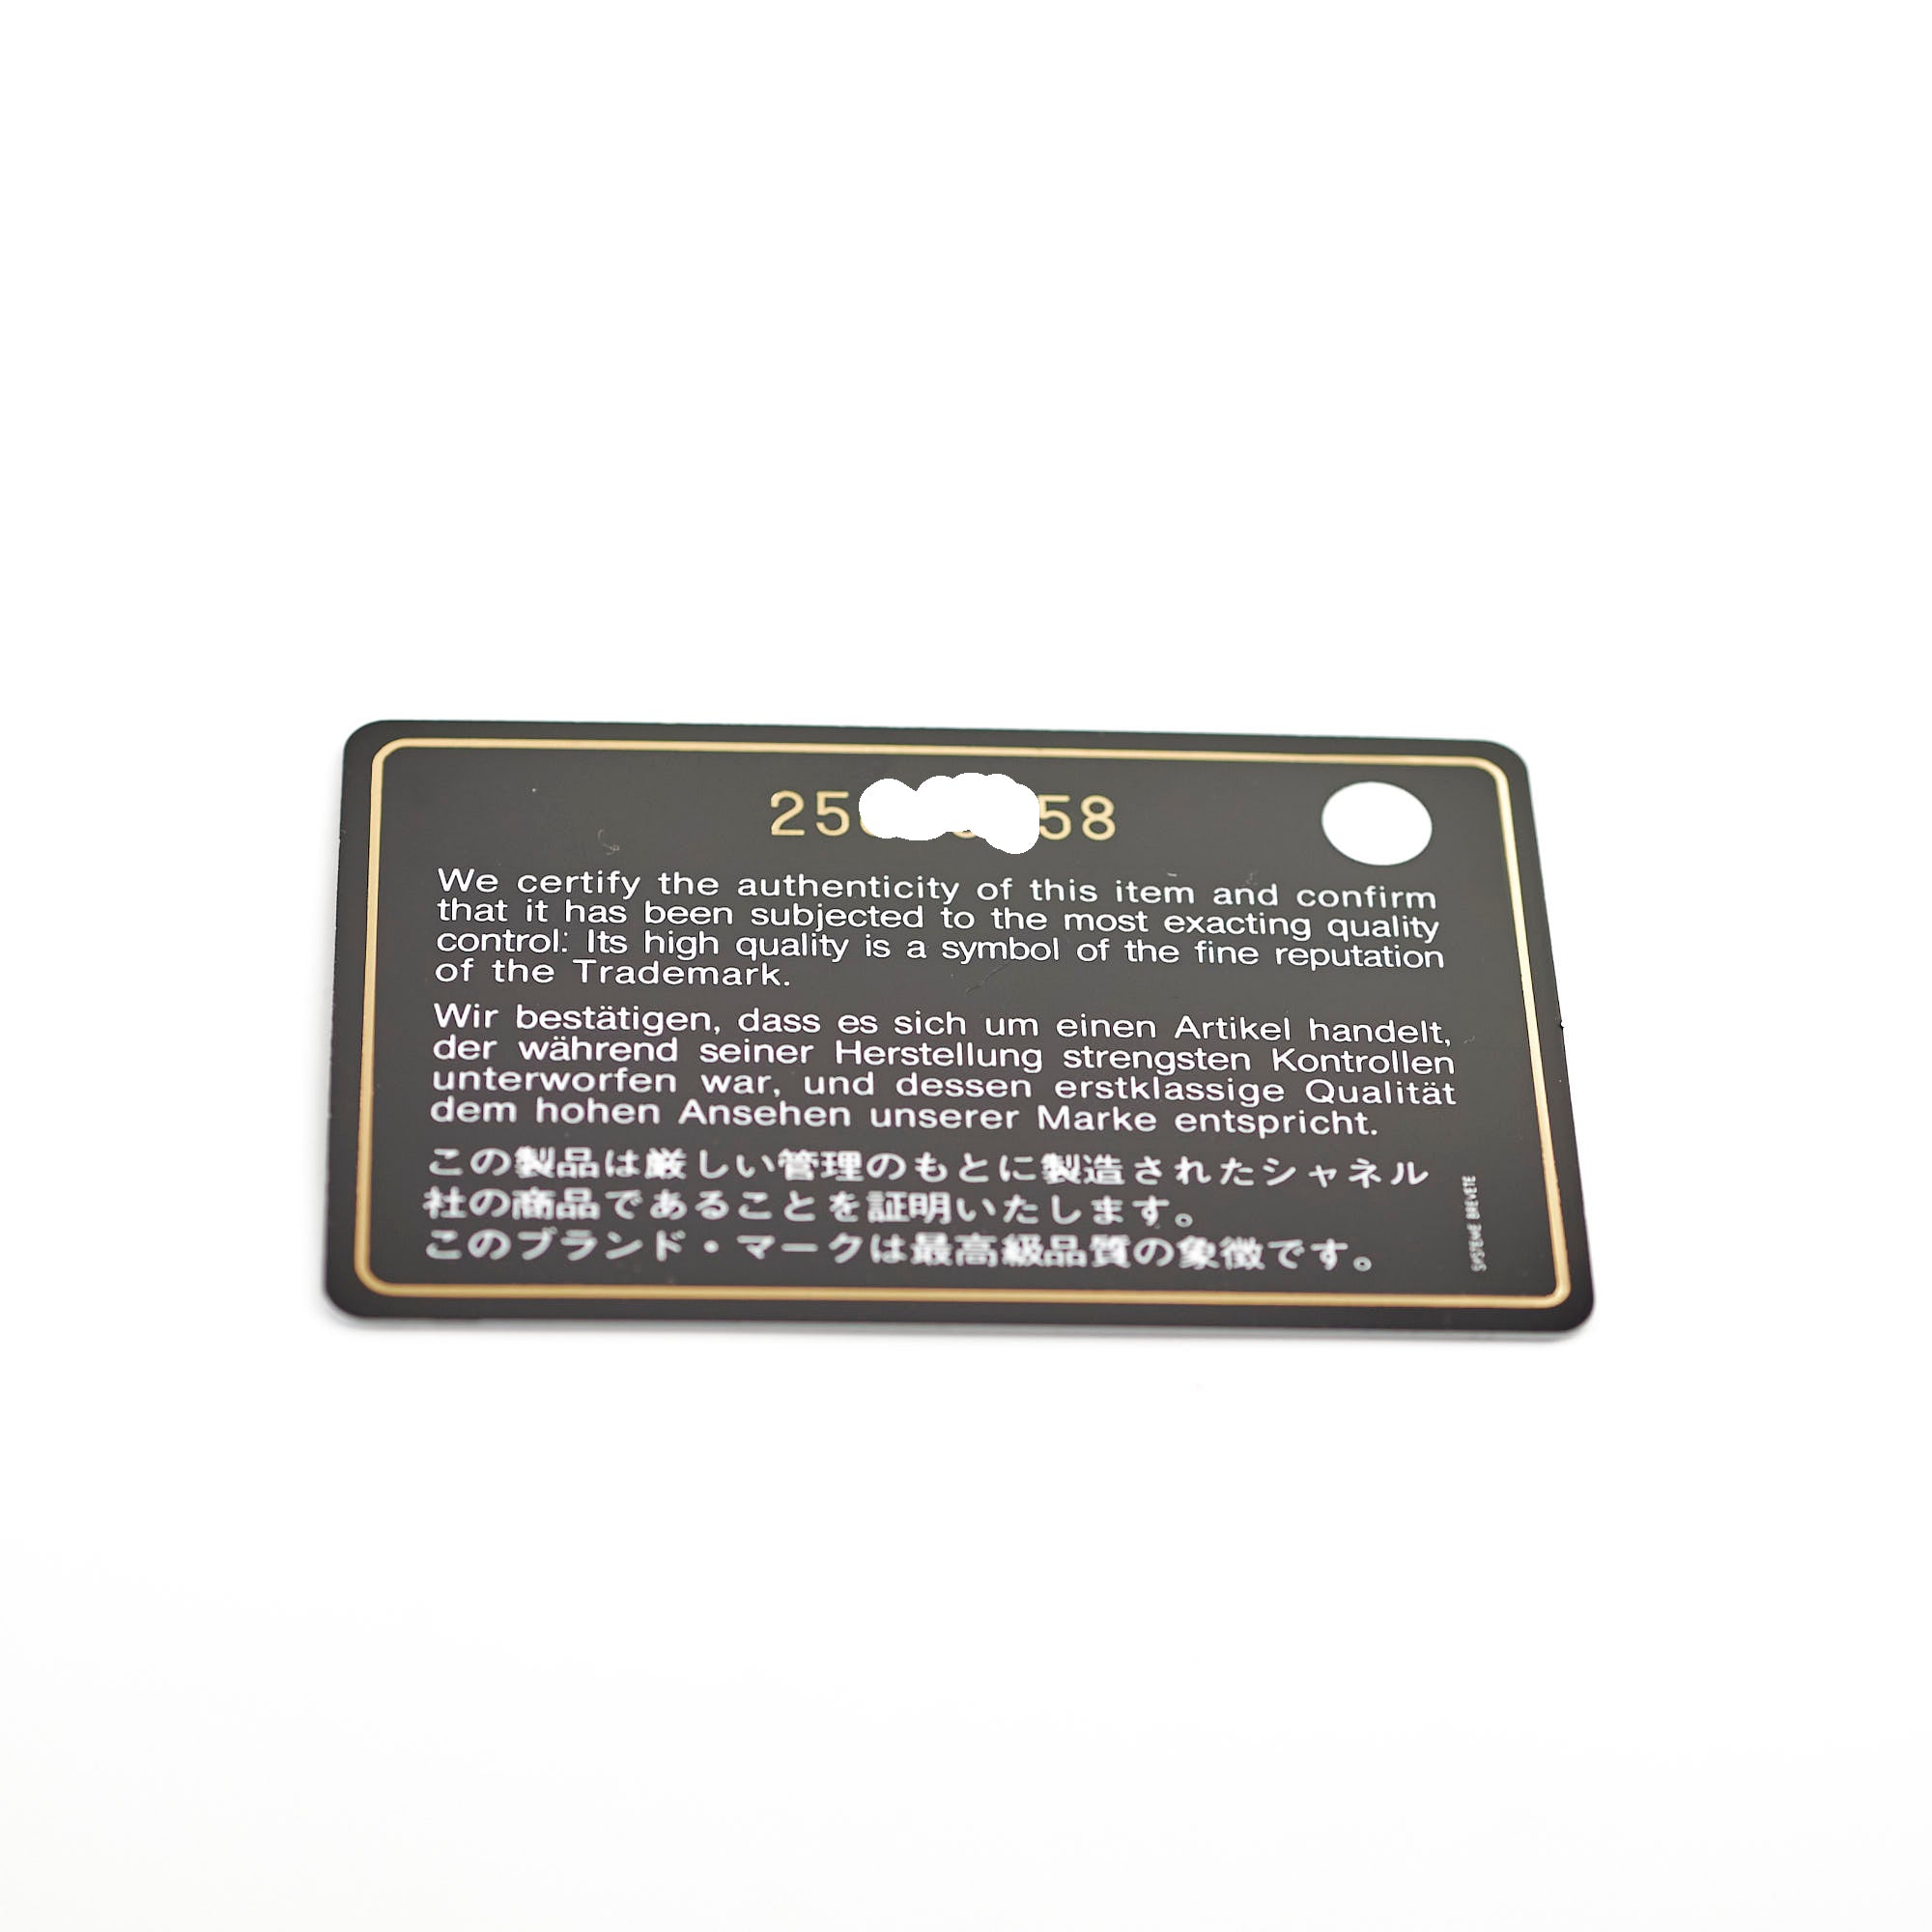 25 58
We certify the authenticity of this item and confirm
that it has been subjected to the most exacting quality
control. Its high quality is a symbol of the fine reputation
of the Trademark.
Wir bestätigen, dass es sich um einen Artikel handelt,
der während seiner Herstellung strengsten Kontrollen
unterworfen war, und dessen erstklassige Qualität
dem hohen Ansehen unserer Marke entspricht.
この製品は厳しい管理のもとに製造されたシャネル
社の商品であることを証明いたします。
このブランド・マークは最高級品質の象徴です。
SYSTEME BREVETE